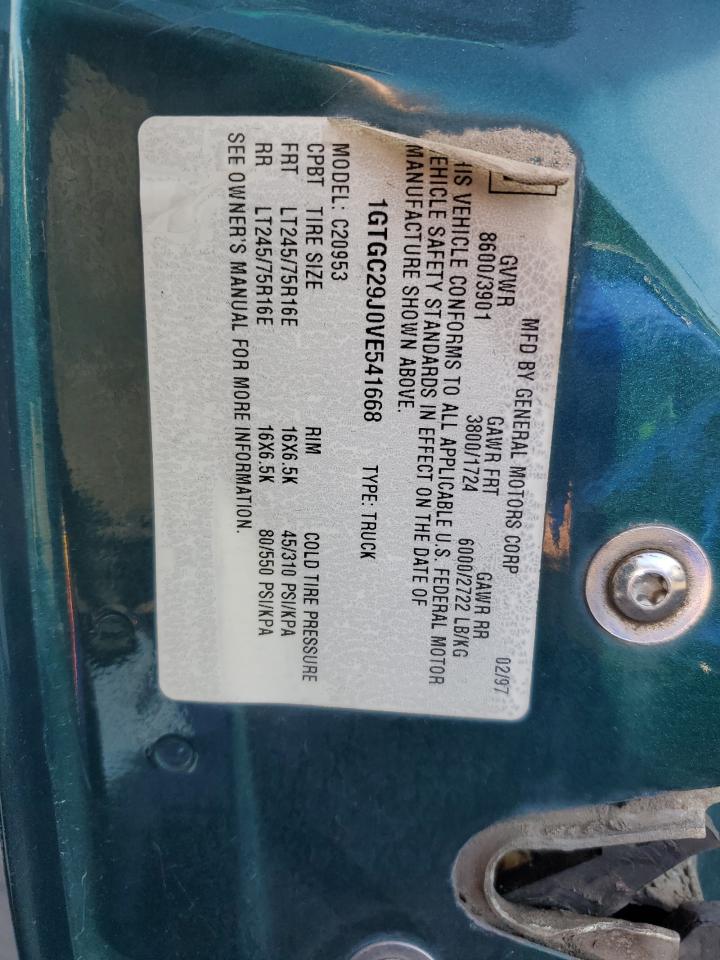 MFD BY GENERAL MOTORS CORP 02/97
GVWR GAWR FRT GAWR RR
8600/3901 3800/1724 6000/2722 LB/KG
HIS VEHICLE CONFORMS TO ALL APPLICABLE U.S. FEDERAL MOTOR
VEHICLE SAFETY STANDARDS IN EFFECT ON THE DATE OF
MANUFACTURE SHOWN ABOVE.
1GTGC29J0VE541668 TYPE: TRUCK
MODEL: C20953
CPBT TIRE SIZE RIM COLD TIRE PRESSURE
FRT LT245/75R16E 16X6.5K 45/310 PSI/KPA
RR LT245/75R16E 16X6.5K 80/550 PSI/KPA
SEE OWNER'S MANUAL FOR MORE INFORMATION.